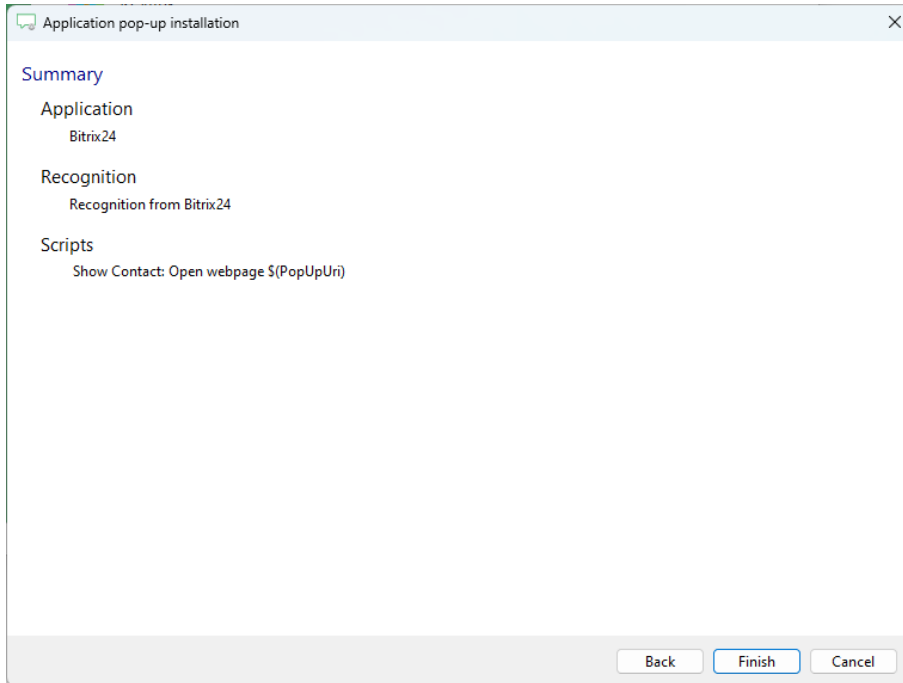 Application pop-up installation
Summary
Application
Bitrix24
Recognition
Recognition from Bitrix24
Scripts
Show Contact: Open webpage $(PopUpUri)
Back Finish Cancel